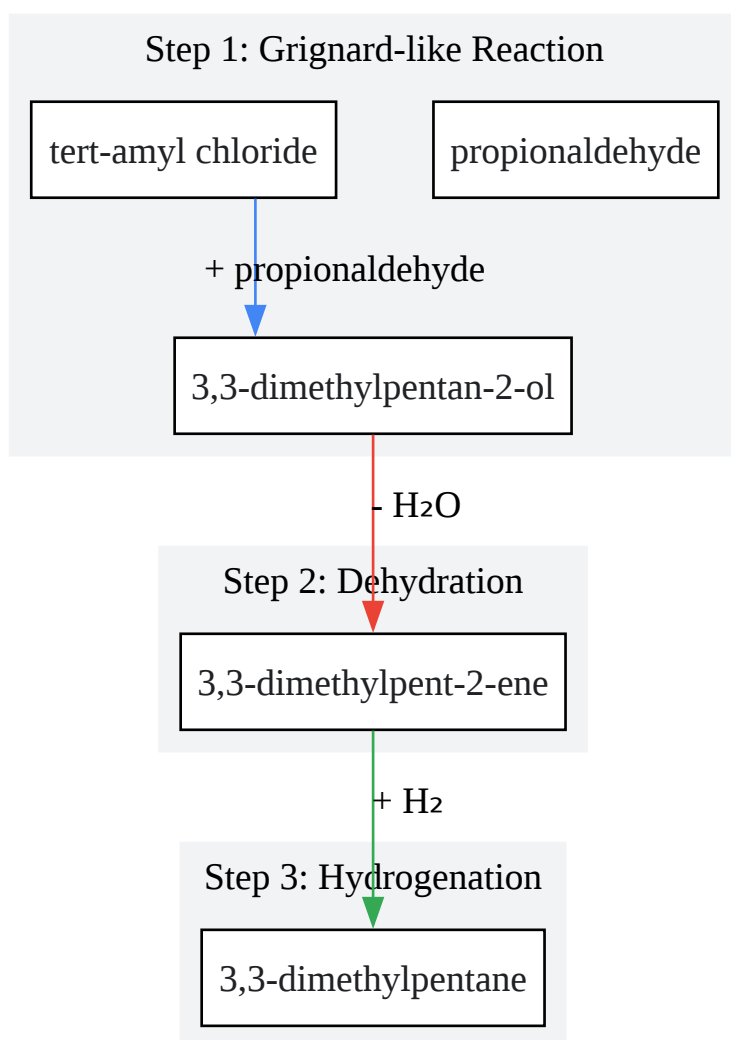 Step 1: Grignard-like Reaction
tert-amyl chloride
propionaldehyde
+ propionaldehyde
3,3-dimethylpentan-2-ol
- H₂O
Step 2: Dehydration
3,3-dimethylpent-2-ene
+ H₂
Step 3: Hydrogenation
3,3-dimethylpentane